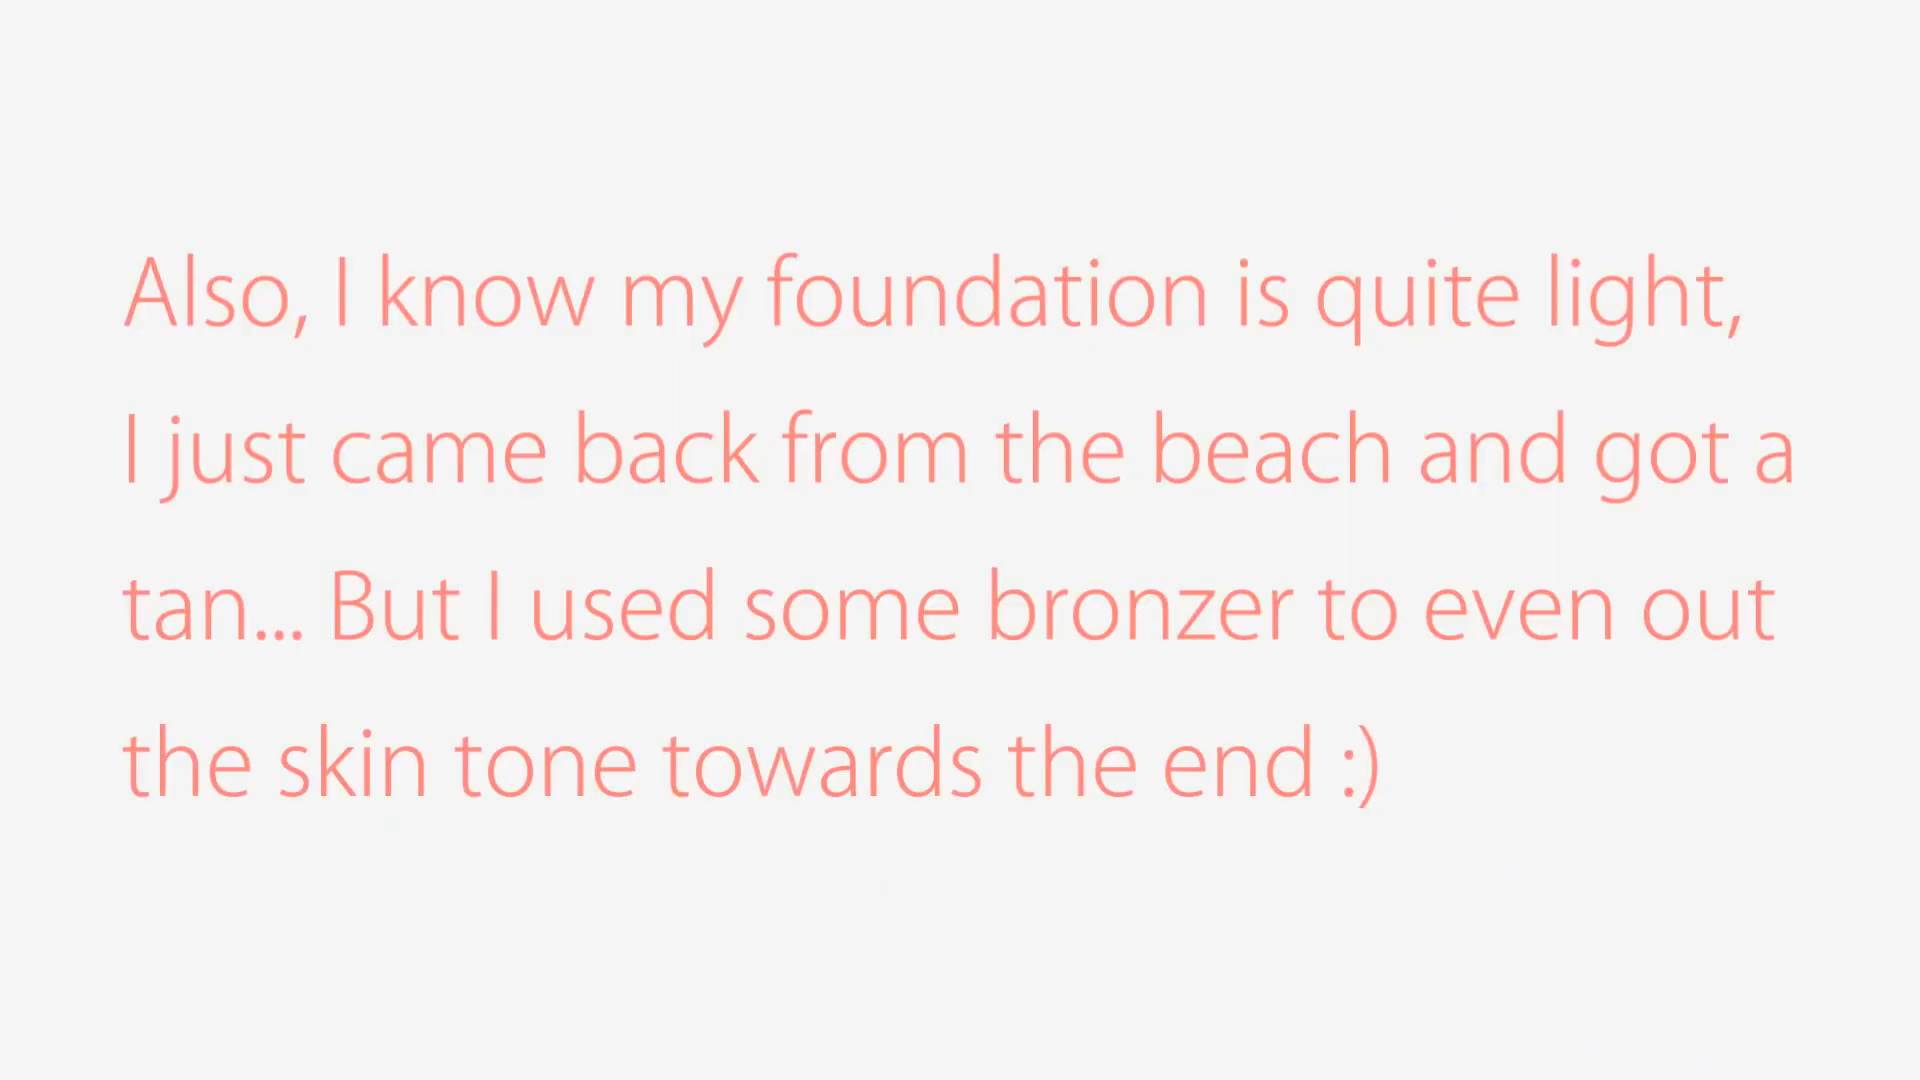 Also, I know my foundation is quite light,
I just came back from the beach and got a
tan... But I used some bronzer to even out
the skin tone towards the end :)